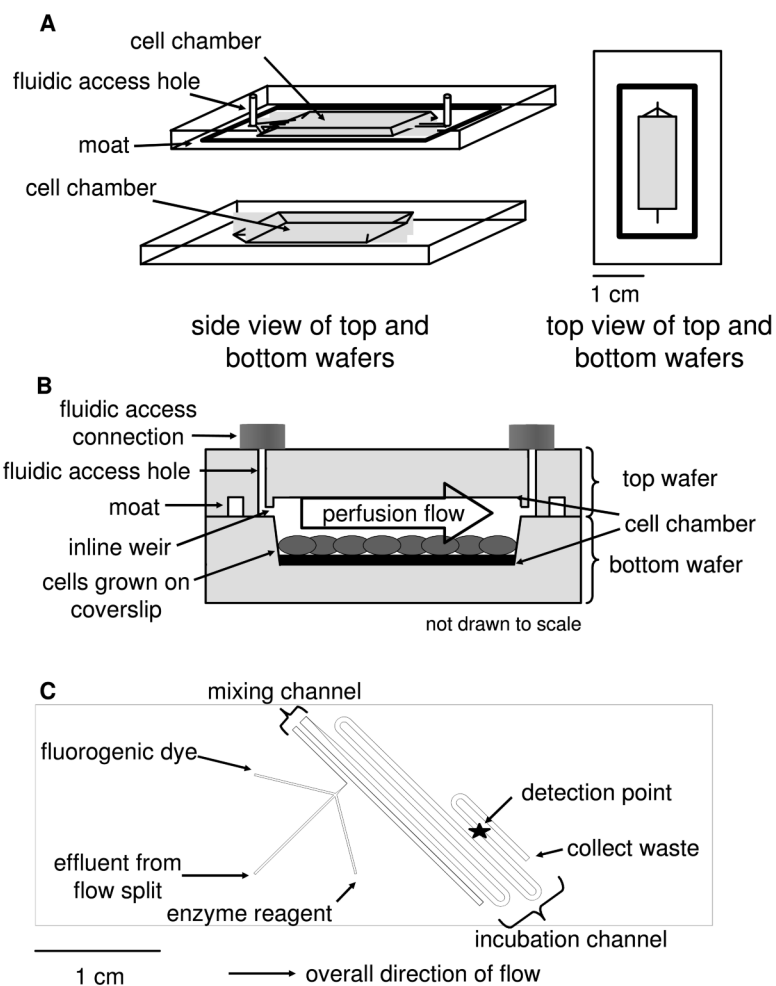 A
cell chamber
fluidic access hole
moat
cell chamber
1 cm
side view of top and
bottom wafers
top view of top and
bottom wafers
B
fluidic access
connection
fluidic access hole
moat
inline weir
cells grown on
coverslip
perfusion flow
top wafer
cell chamber
bottom wafer
not drawn to scale
C
mixing channel
fluorogenic dye
effluent from
flow split
enzyme reagent
detection point
collect waste
incubation channel
1 cm
overall direction of flow